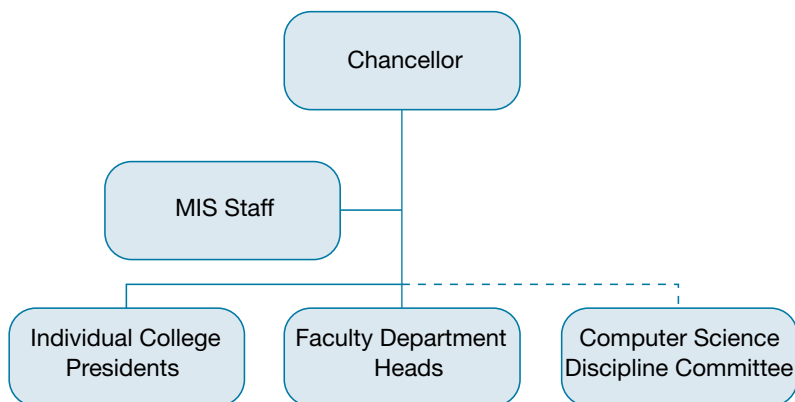 Chancellor
MIS Staff
Individual College
Presidents
Faculty Department
Heads
Computer Science
Discipline Committee